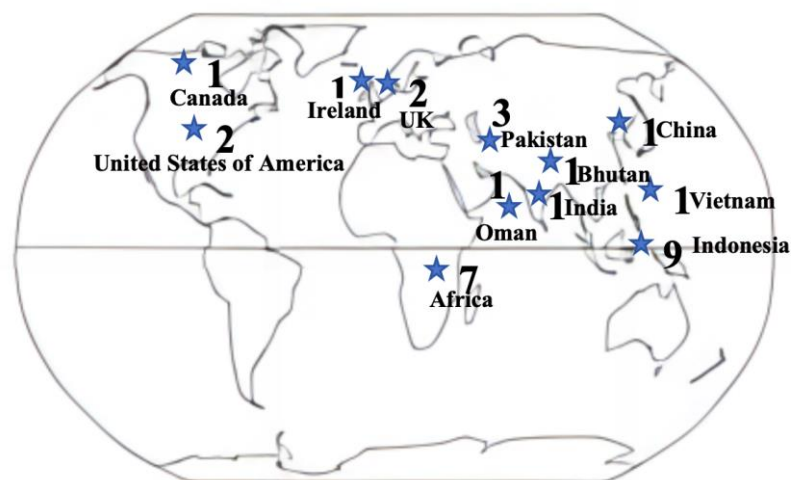 1
Canada
2
United States of America
1
Ireland
2
UK
3
Pakistan
1
Bhutan
1
China
1
Oman
1
India
1
Vietnam
9
Indonesia
7
Africa